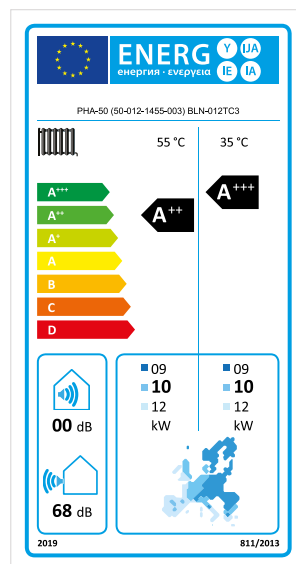 ENERG
енергия · ενεργεια
Y IJA
IE IA
PHA-50 (50-012-1455-003) BLN-012TC3
55 °C 35 °C
A+++
A++
A+
A
B
C
D
A++
A+++
00 dB
68 dB
09 09
10 10
12 12
kW kW
2019 811/2013